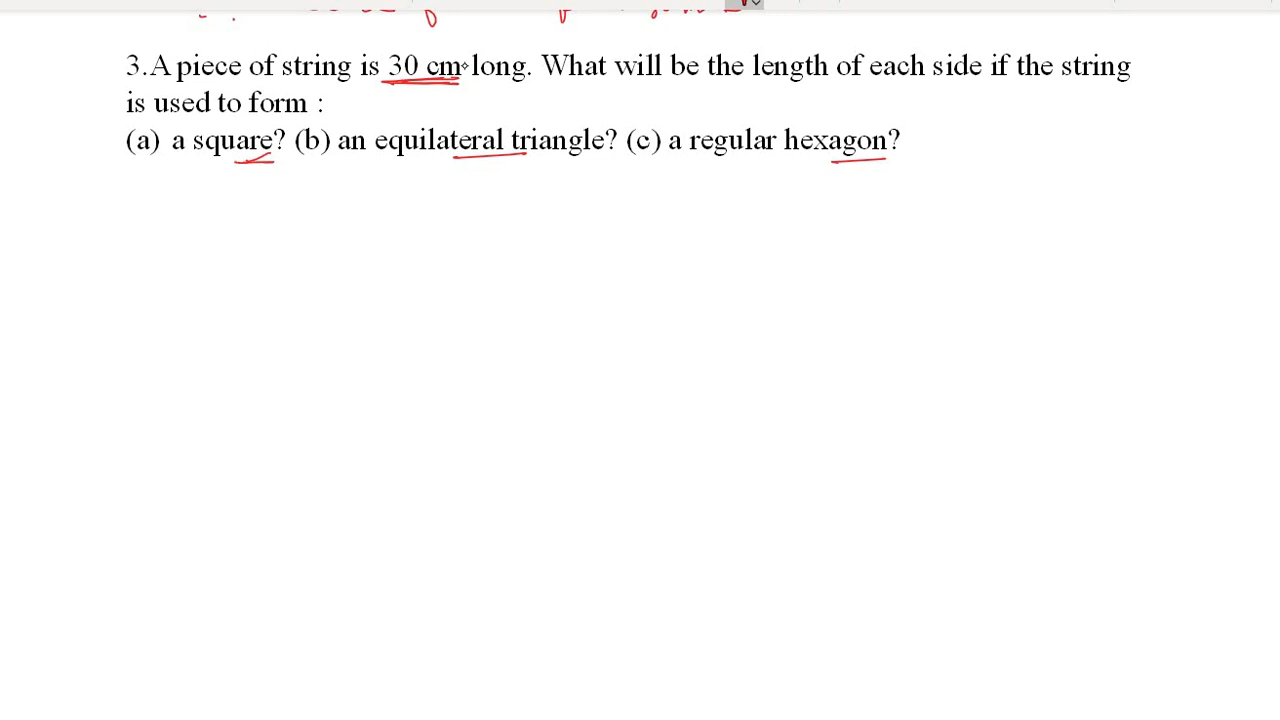 3.A piece of string is 30 cm long. What will be the length of each side if the string
is used to form :
(a) a square? (b) an equilateral triangle? (c) a regular hexagon?